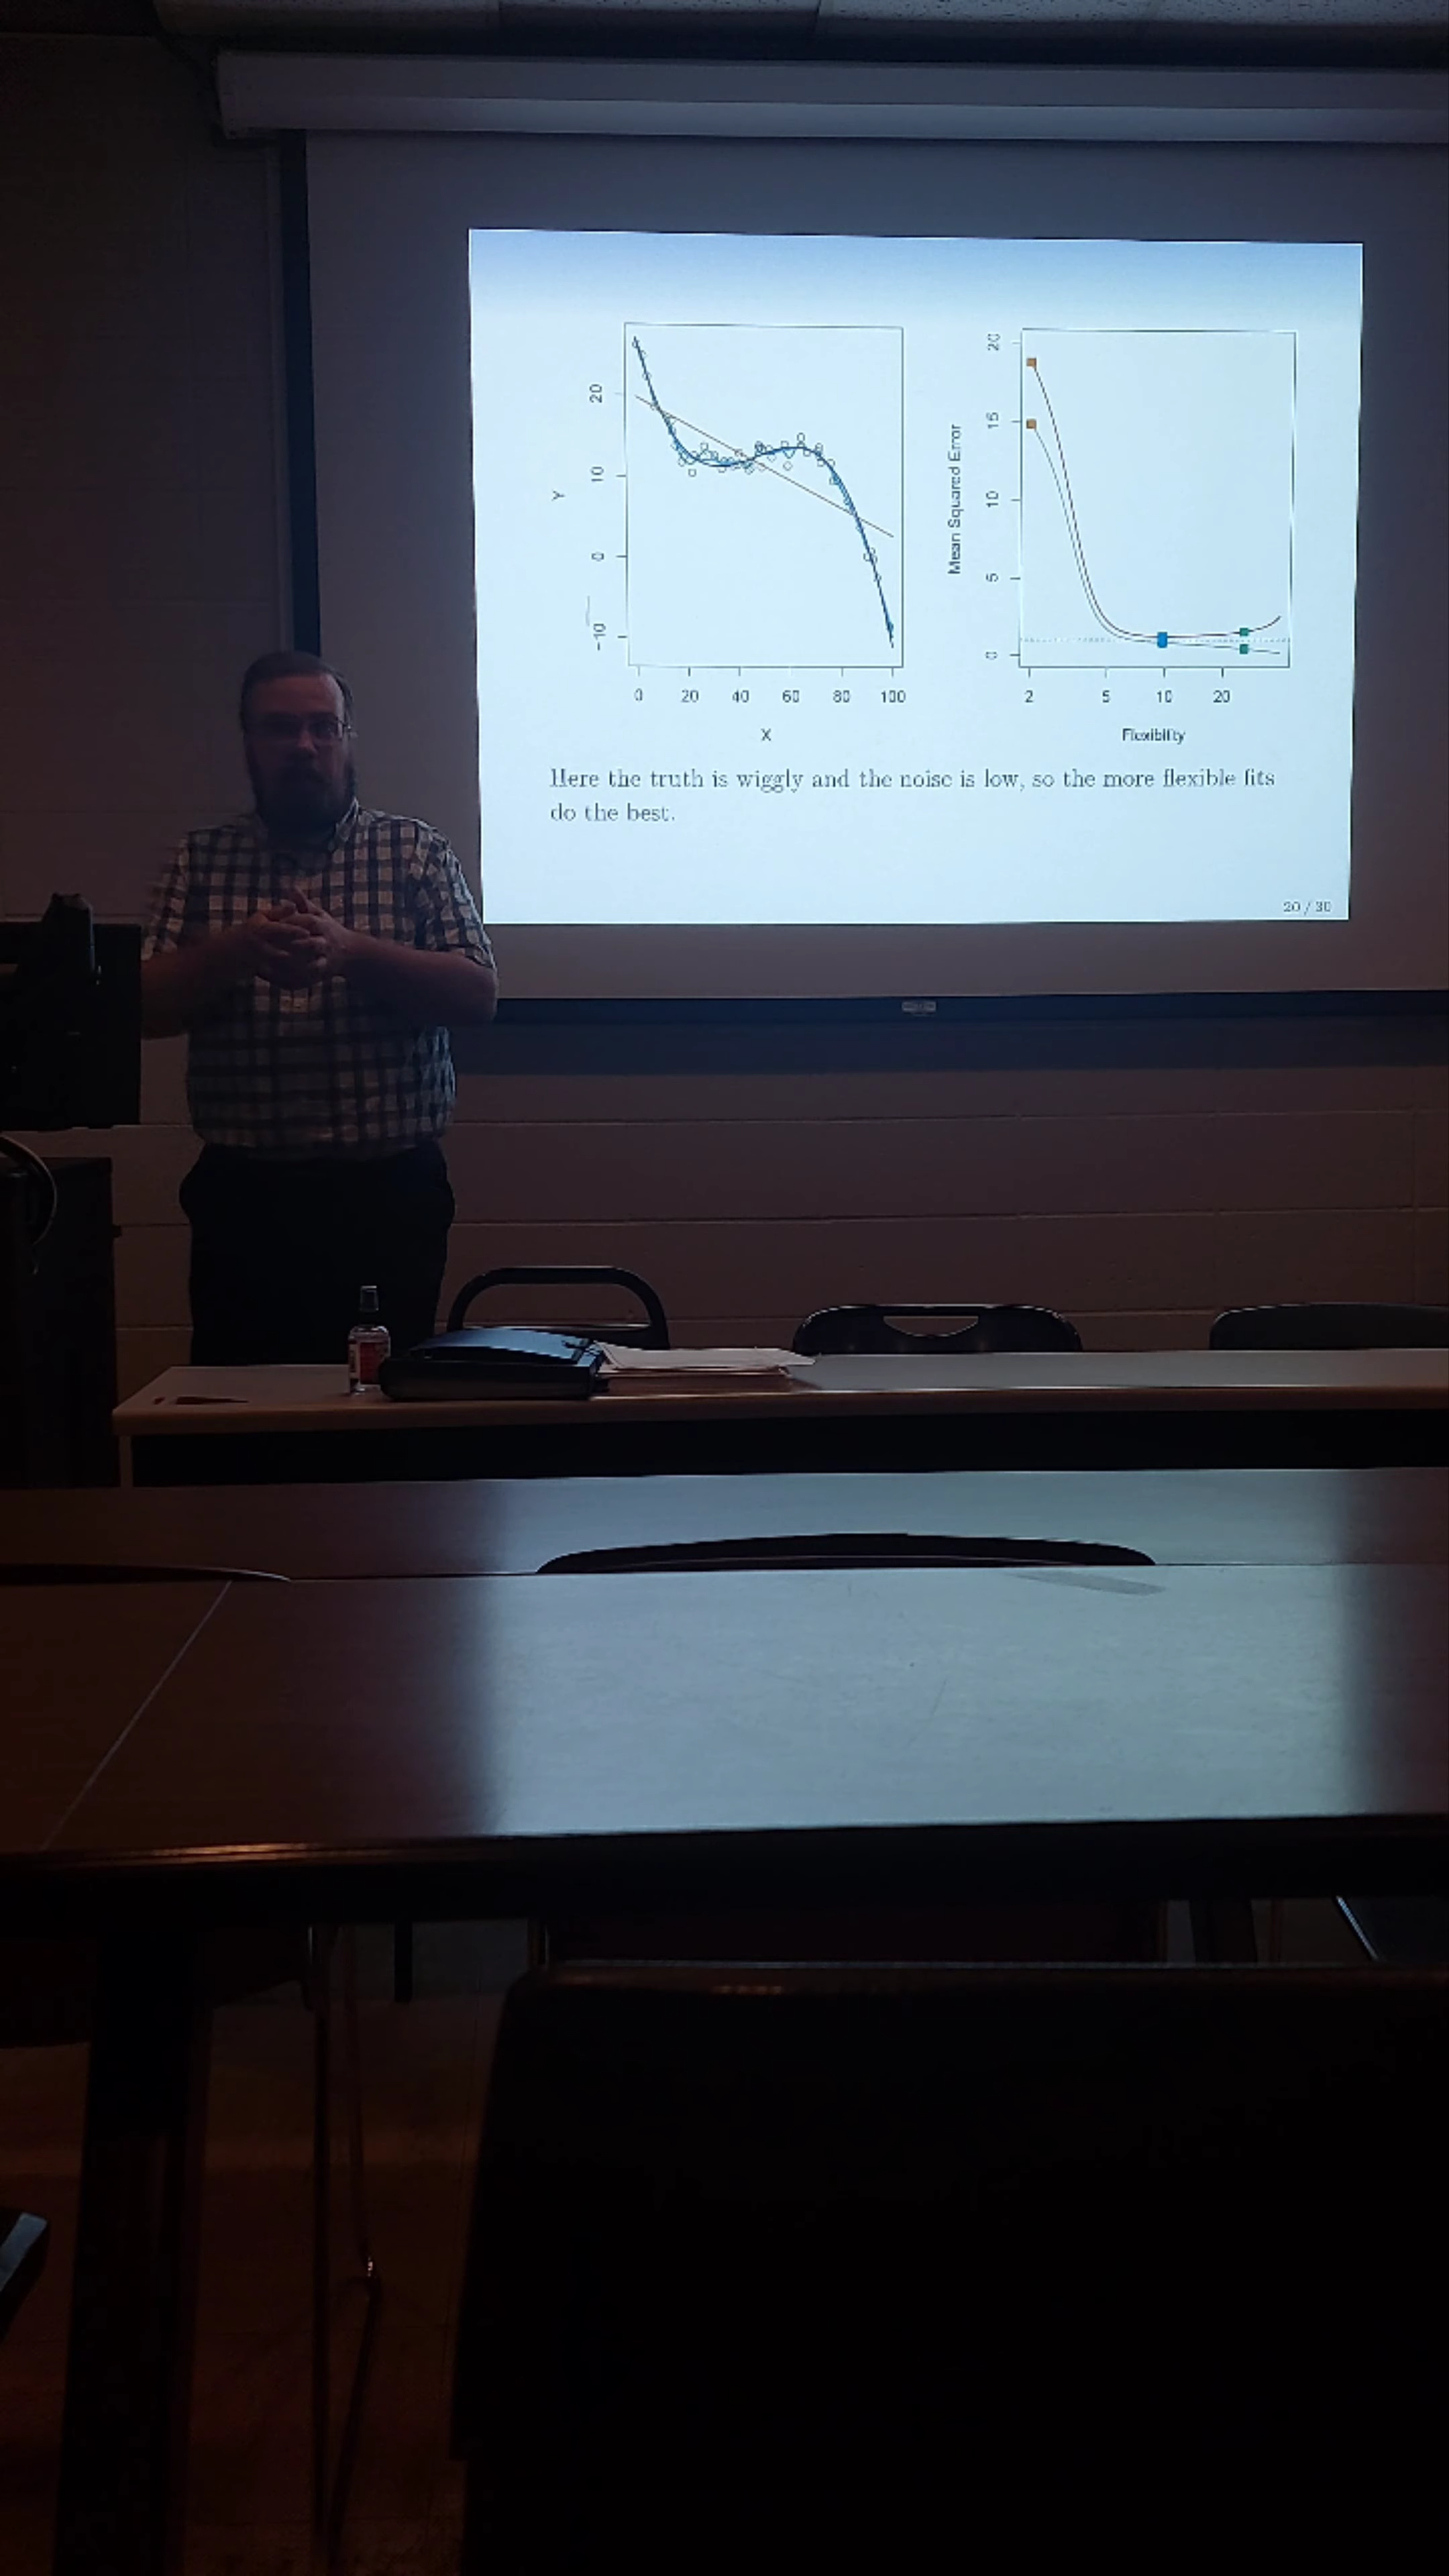 20
10
0
-10
Y
0 20 40 60 80 100
X
20
15
10
5
0
Mean Squared Error
2 5 10 20
Flexibility
Here the truth is wiggly and the noise is low, so the more flexible fits
do the best.
20 / 30